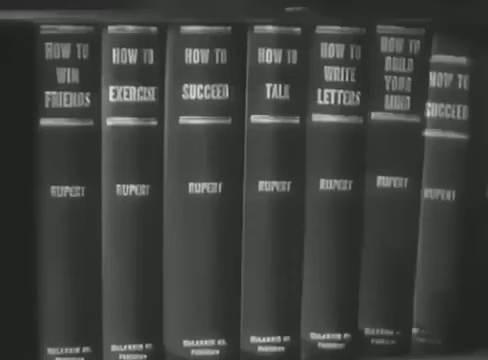 HOW TO
WIN
FRIENDS
RUPERT
HOW TO
EXERCISE
RUPERT
HOW TO
SUCCEED
RUPERT
HOW TO
TALK
RUPERT
HOW TO
WRITE
LETTERS
RUPERT
HOW TO
BUILD
YOUR
MIND
RUPERT
HOW TO
SUCCEED
RUPERT